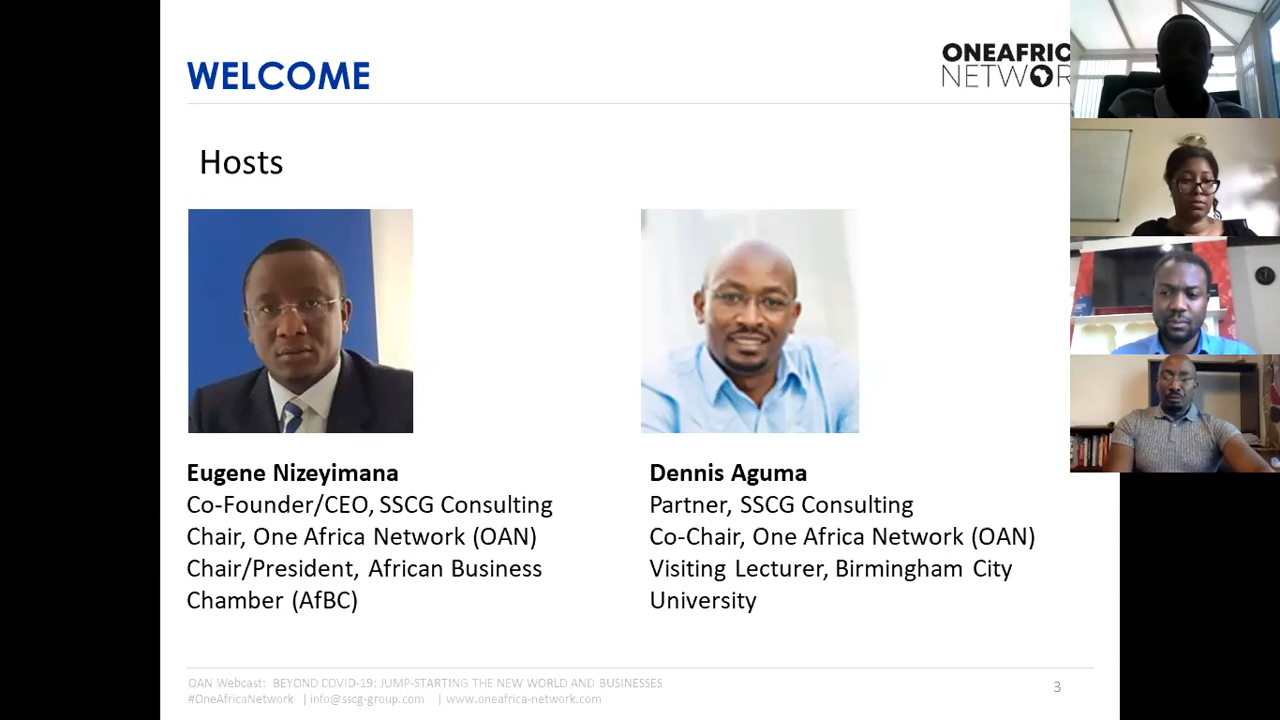 WELCOME
ONEAFRIC
NETWOR
Hosts
Eugene Nizeyimana
Co-Founder/CEO, SSCG Consulting
Chair, One Africa Network (OAN)
Chair/President, African Business
Chamber (AfBC)
Dennis Aguma
Partner, SSCG Consulting
Co-Chair, One Africa Network (OAN)
Visiting Lecturer, Birmingham City
University
OAN Webcast: BEYOND COVID-19: JUMP-STARTING THE NEW WORLD AND BUSINESSES
#OneAfricaNetwork | info@sscg-group.com | www.oneafrica-network.com
3